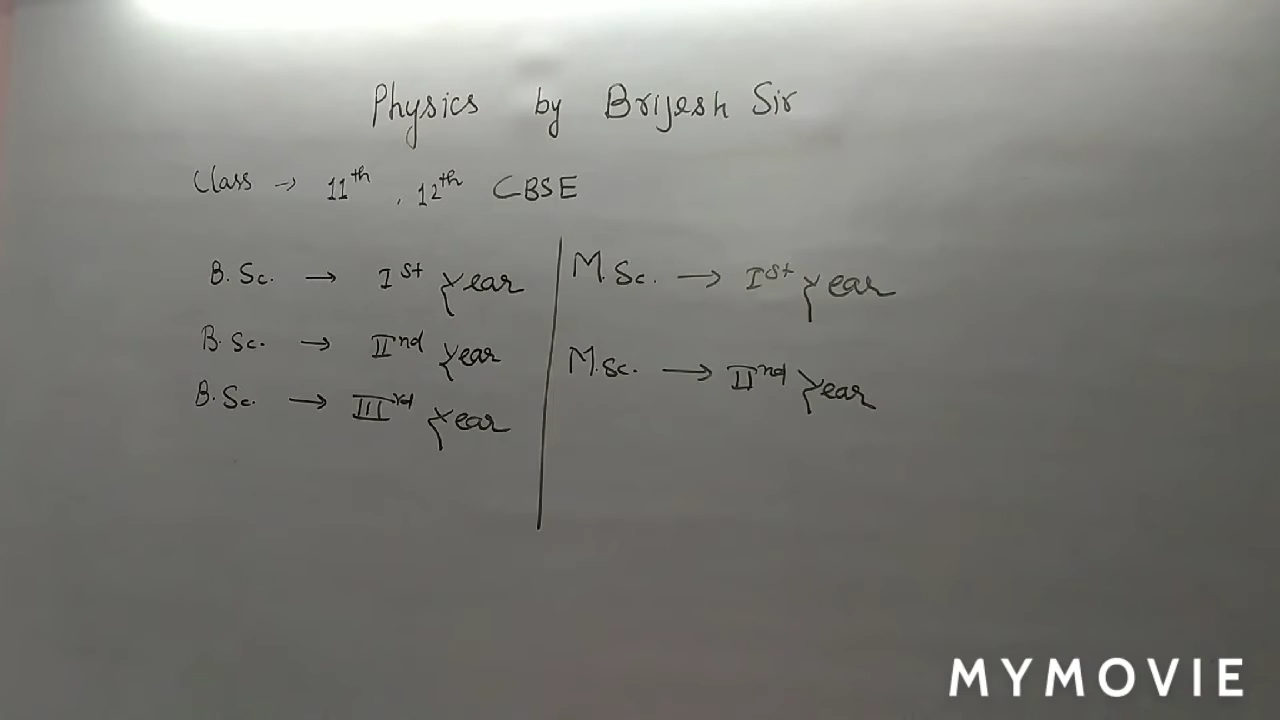 Physics by Brijesh Sir
Class → 11th, 12th CBSE
B.Sc. → Ist year
B.Sc. → IInd year
B.Sc. → IIIrd year
M.Sc. → Ist year
M.Sc. → IInd year
MYMOVIE